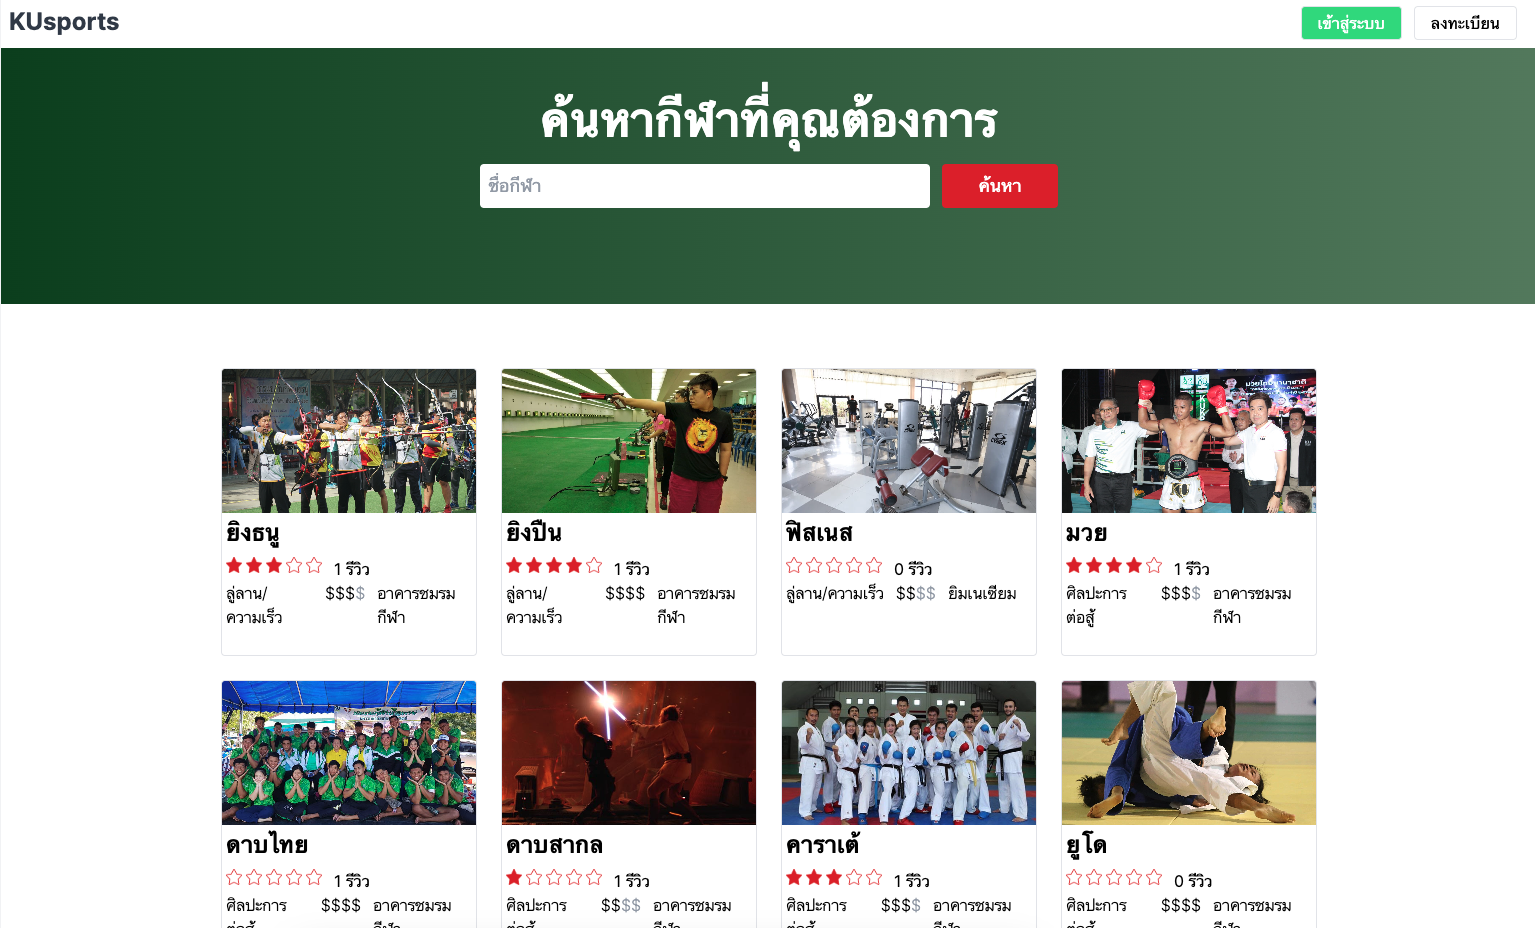 KUsports
เข้าสู่ระบบ
ลงทะเบียน
ค้นหากีฬาที่คุณต้องการ
ชื่อกีฬา
ค้นหา
ยิงธนู
1 รีวิว
ลู่ลาน/
ความเร็ว
$$$$
อาคารชมรม
กีฬา
ยิงปืน
1 รีวิว
ลู่ลาน/
ความเร็ว
$$$$
อาคารชมรม
กีฬา
ฟิสเนส
0 รีวิว
ลู่ลาน/ความเร็ว
$$$$
ยิมเนเซียม
มวย
1 รีวิว
ศิลปะการ
ต่อสู้
$$$$
อาคารชมรม
กีฬา
ดาบไทย
1 รีวิว
ศิลปะการ
$$$$
อาคารชมรม
ดาบสากล
1 รีวิว
ศิลปะการ
$$$$
อาคารชมรม
คาราเต้
1 รีวิว
ศิลปะการ
$$$$
อาคารชมรม
ยูโด
0 รีวิว
ศิลปะการ
$$$$
อาคารชมรม